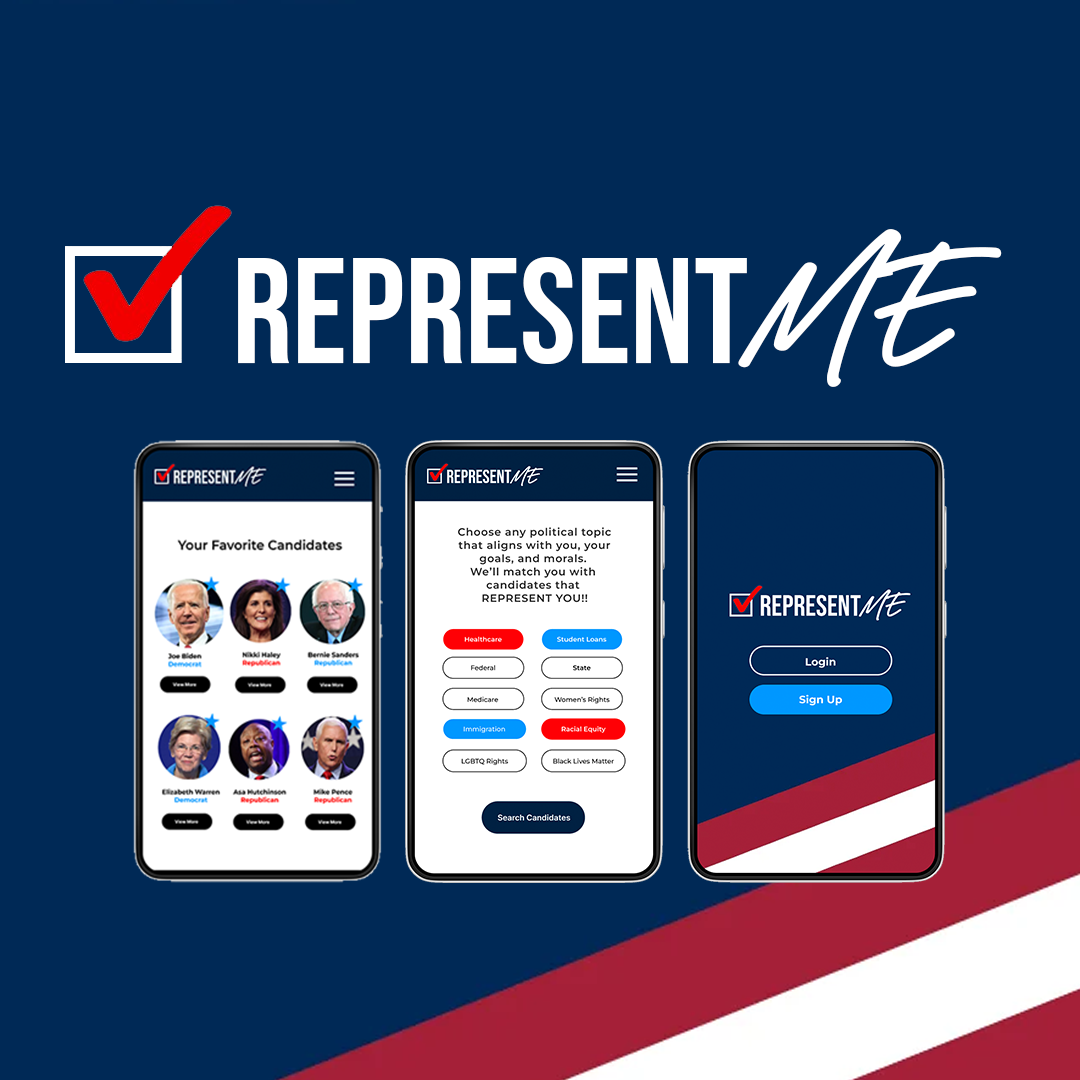 REPRESENTME
REPRESENTME
Your Favorite Candidates
Joe Biden
Democrat
View More
Nikki Haley
Republican
View More
Bernie Sanders
Republican
View More
Elizabeth Warren
Democrat
View More
Asa Hutchinson
Republican
View More
Mike Pence
Republican
View More
REPRESENTME
Choose any political topic
that aligns with you, your
goals, and morals.
We'll match you with
candidates that
REPRESENT YOU!!
Healthcare
Student Loans
Federal
State
Medicare
Women's Rights
Immigration
Racial Equity
LGBTQ Rights
Black Lives Matter
Search Candidates
REPRESENTME
Login
Sign Up